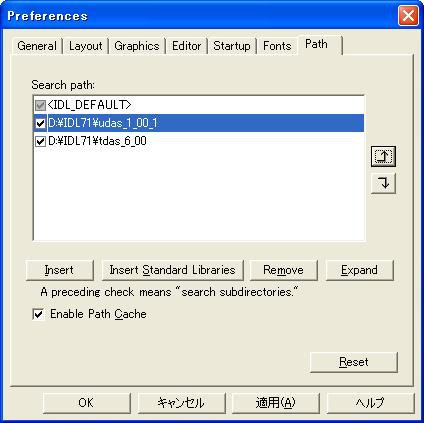 Preferences
General Layout Graphics Editor Startup Fonts Path
Search path:
<IDL_DEFAULT>
D:¥IDL71¥udas_1_00_1
D:¥IDL71¥tdas_6_00
Insert Insert Standard Libraries Remove Expand
A preceding check means "search subdirectories."
Enable Path Cache
Reset
OK キャンセル 適用(A) ヘルプ